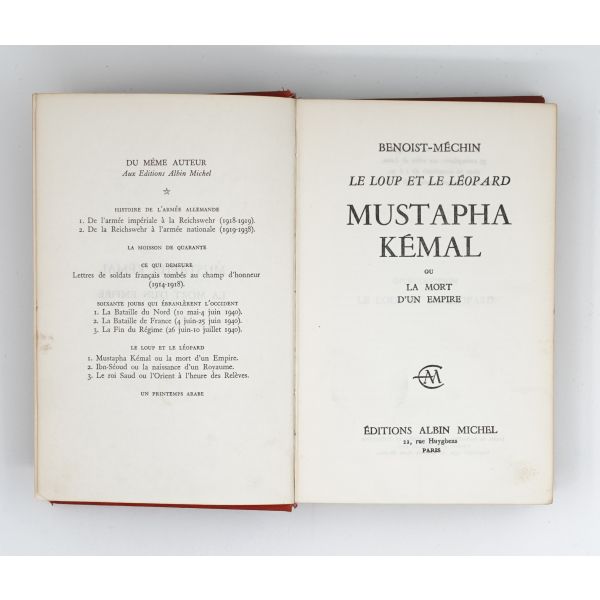 DU MÊME AUTEUR
Aux Editions Albin Michel
HISTOIRE DE L'ARMÉE ALLEMANDE
1. De l'armée impériale à la Reichswehr (1918-1919).
2. De la Reichswehr à l'armée nationale (1919-1938).
LA MOISSON DE QUARANTE
CE QUI DEMEURE
Lettres de soldats français tombés au champ d'honneur
(1914-1918).
SOIXANTE JOURS QUI ÉBRANLÈRENT L'OCCIDENT
1. La Bataille du Nord (10 mai-4 juin 1940).
2. La Bataille de France (4 juin-25 juin 1940).
3. La Fin du Régime (26 juin-10 juillet 1940).
LE LOUP ET LE LÉOPARD
1. Mustapha Kémal ou la mort d'un Empire.
2. Ibn-Séoud ou la naissance d'un Royaume.
3. Le roi Saud ou l'Orient à l'heure des Relèves.
UN PRINTEMPS ARABE
BENOIST-MÉCHIN
LE LOUP ET LE LÉOPARD
MUSTAPHA
KÉMAL
OU
LA MORT
D'UN EMPIRE
ÉDITIONS ALBIN MICHEL
22, rue Huyghens
PARIS